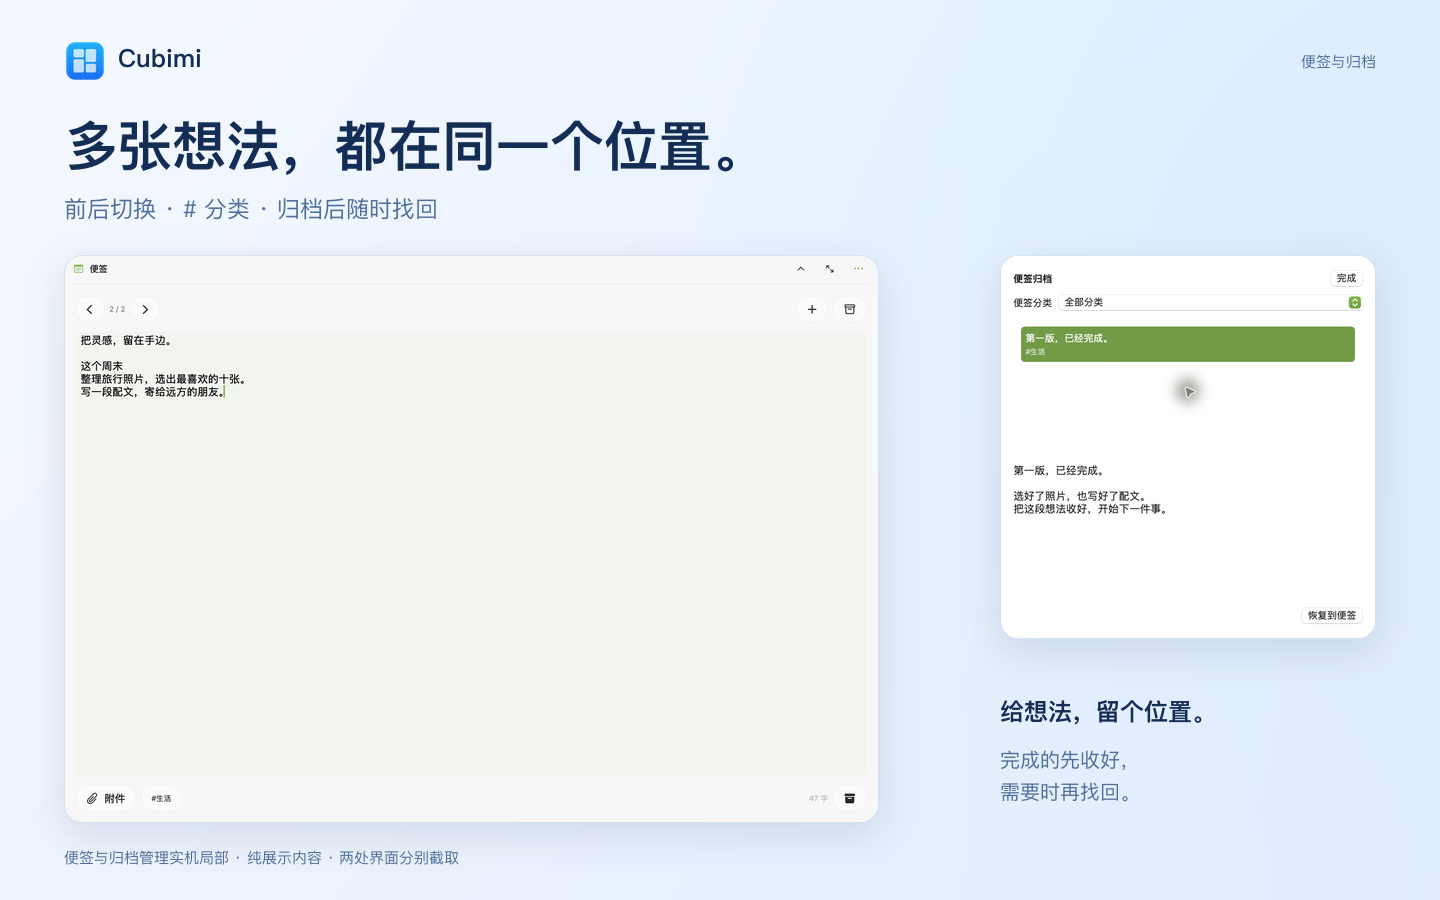 Cubimi
便签与归档
多张想法，都在同一个位置。
前后切换 · # 分类 · 归档后随时找回
便签
2 / 2
把灵感，留在手边。
这个周末
整理旅行照片，选出最喜欢的十张。
写一段配文，寄给远方的朋友。
附件
#生活
47 字
便签归档
完成
便签分类
全部分类
第一版，已经完成。
#生活
第一版，已经完成。
选好了照片，也写好了配文。
把这段想法收好，开始下一件事。
恢复到便签
给想法，留个位置。
完成的先收好，
需要时再找回。
便签与归档管理实机局部 · 纯展示内容 · 两处界面分别截取